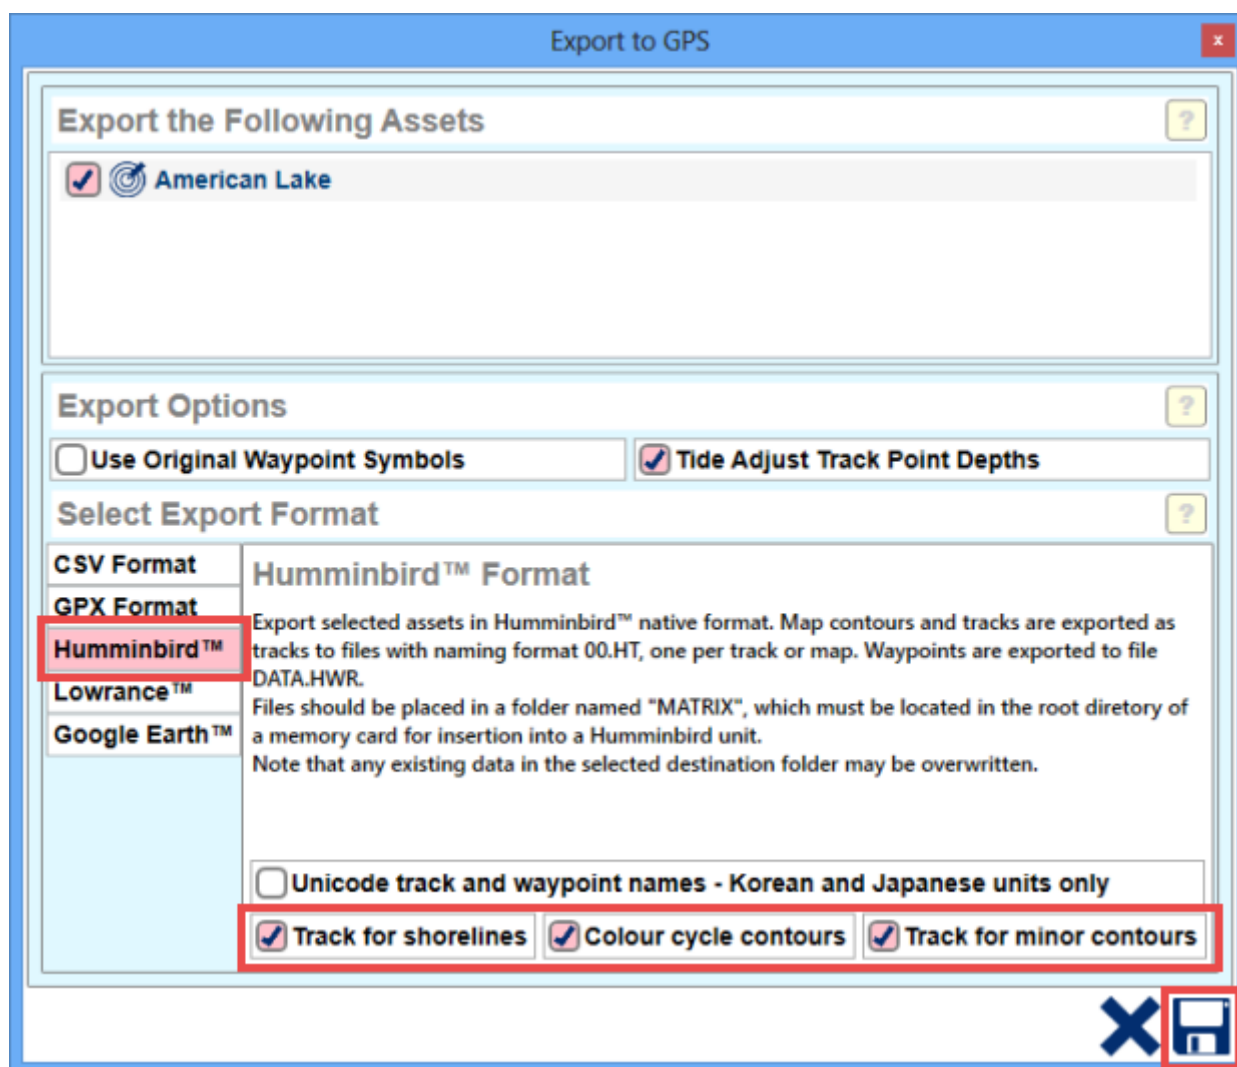 Export to GPS
x
Export the Following Assets
?
American Lake
Export Options
?
Use Original Waypoint Symbols
Tide Adjust Track Point Depths
Select Export Format
?
CSV Format
GPX Format
Humminbird™
Lowrance™
Google Earth™
Humminbird™ Format
Export selected assets in Humminbird™ native format. Map contours and tracks are exported as
tracks to files with naming format 00.HT, one per track or map. Waypoints are exported to file
DATA.HWR.
Files should be placed in a folder named "MATRIX", which must be located in the root diretory of
a memory card for insertion into a Humminbird unit.
Note that any existing data in the selected destination folder may be overwritten.
Unicode track and waypoint names - Korean and Japanese units only
Track for shorelines
Colour cycle contours
Track for minor contours